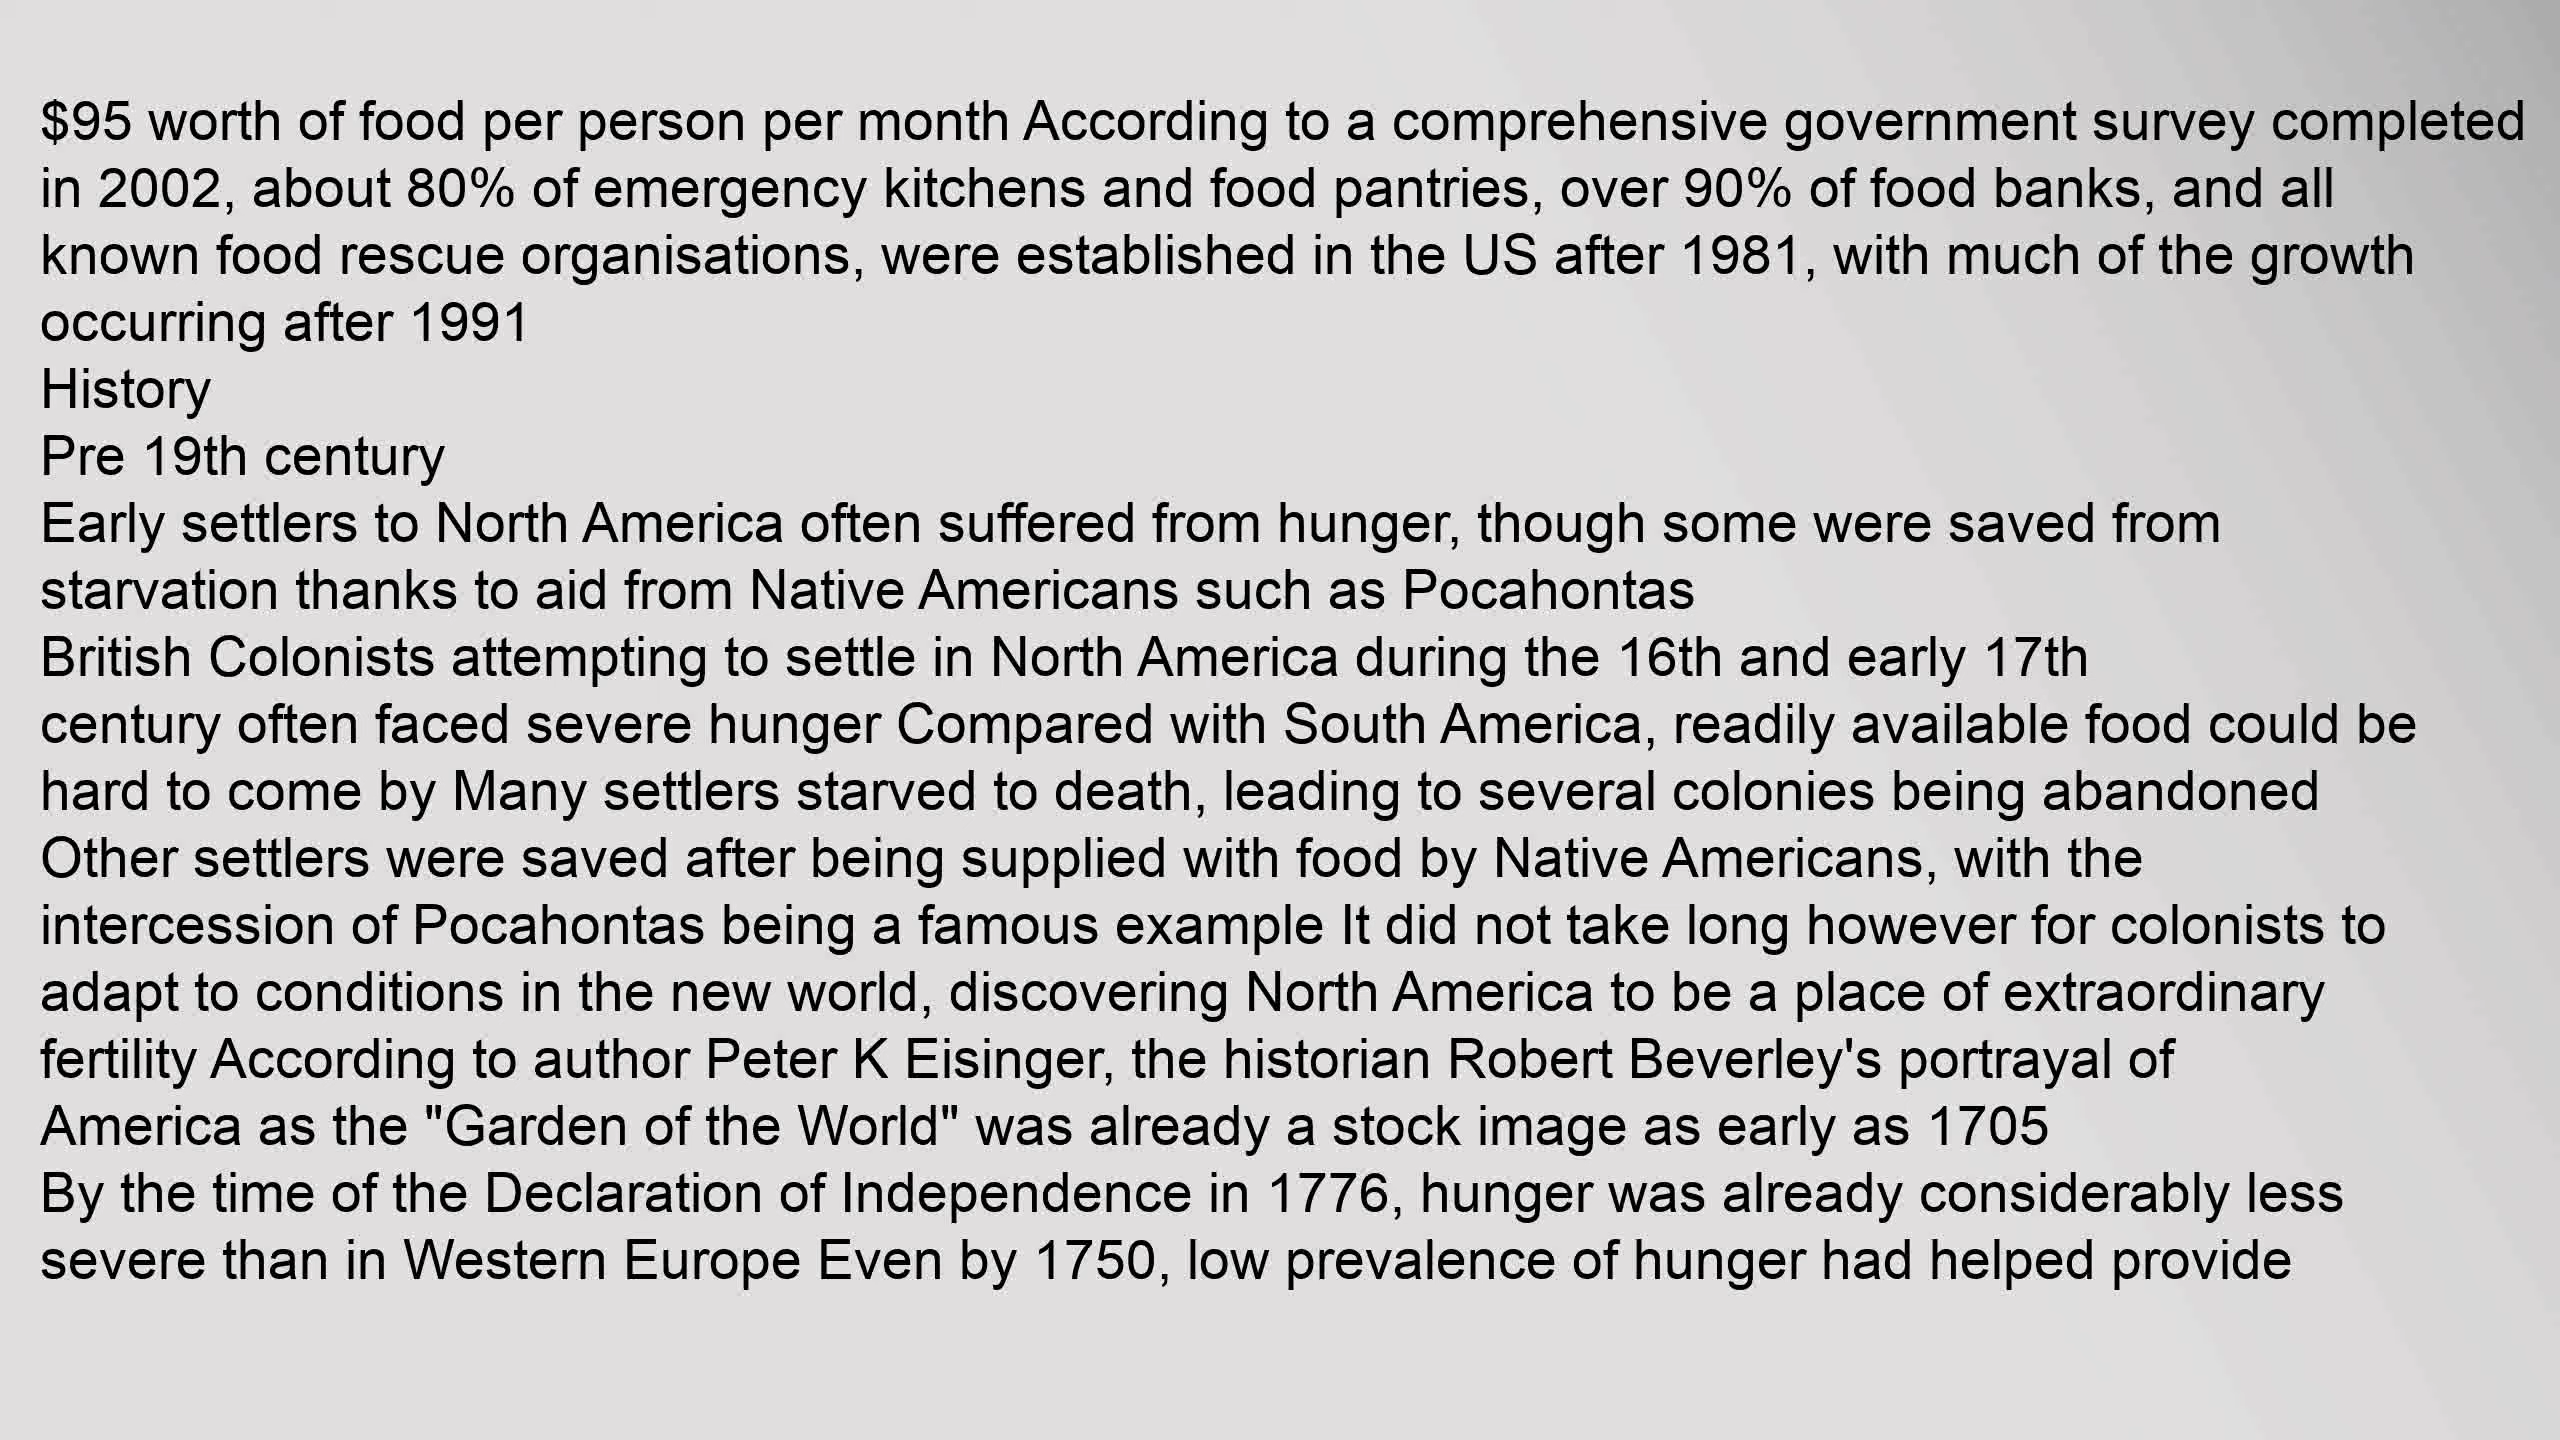 $95 worth of food per person per month According to a comprehensive government survey completed
in 2002, about 80% of emergency kitchens and food pantries, over 90% of food banks, and all
known food rescue organisations, were established in the US after 1981, with much of the growth
occurring after 1991
History
Pre 19th century
Early settlers to North America often suffered from hunger, though some were saved from
starvation thanks to aid from Native Americans such as Pocahontas
British Colonists attempting to settle in North America during the 16th and early 17th
century often faced severe hunger Compared with South America, readily available food could be
hard to come by Many settlers starved to death, leading to several colonies being abandoned
Other settlers were saved after being supplied with food by Native Americans, with the
intercession of Pocahontas being a famous example It did not take long however for colonists to
adapt to conditions in the new world, discovering North America to be a place of extraordinary
fertility According to author Peter K Eisinger, the historian Robert Beverley's portrayal of
America as the "Garden of the World" was already a stock image as early as 1705
By the time of the Declaration of Independence in 1776, hunger was already considerably less
severe than in Western Europe Even by 1750, low prevalence of hunger had helped provide